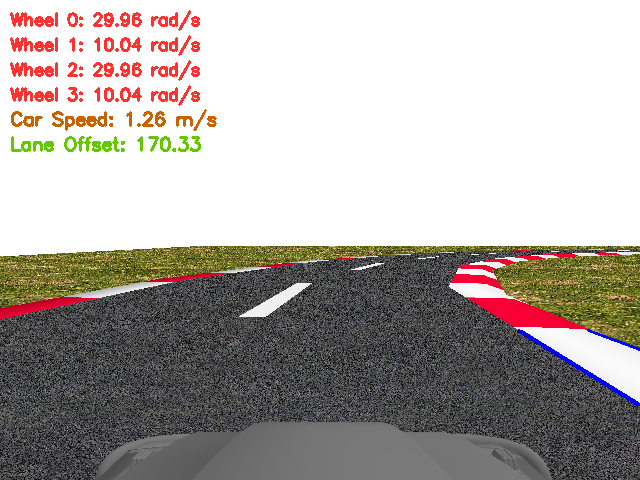 Wheel 0: 29.96 rad/s
Wheel 1: 10.04 rad/s
Wheel 2: 29.96 rad/s
Wheel 3: 10.04 rad/s
Car Speed: 1.26 m/s
Lane Offset: 170.33